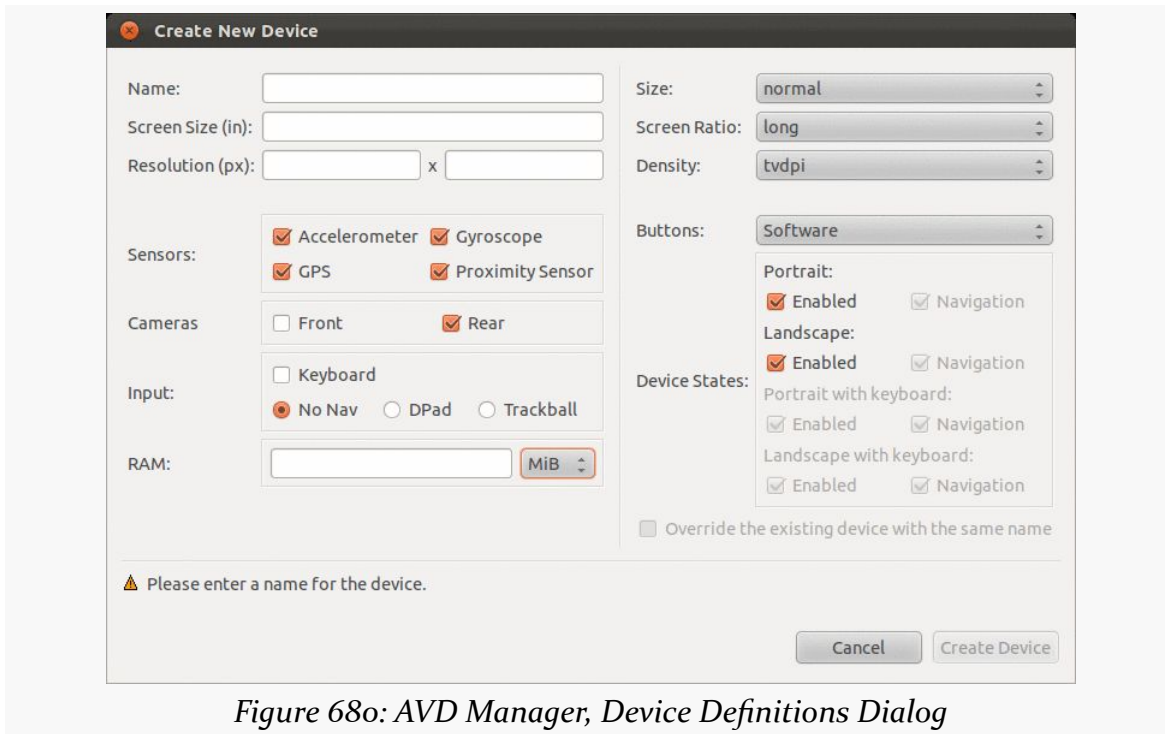 Create New Device
Name:
Screen Size (in):
Resolution (px): x
Sensors:
Accelerometer Gyroscope
GPS Proximity Sensor
Cameras
Front Rear
Input:
Keyboard
No Nav DPad Trackball
RAM:
MiB
Size: normal
Screen Ratio: long
Density: tvdpi
Buttons: Software
Device States:
Portrait:
Enabled Navigation
Landscape:
Enabled Navigation
Portrait with keyboard:
Enabled Navigation
Landscape with keyboard:
Enabled Navigation
Override the existing device with the same name
Please enter a name for the device.
Cancel Create Device
Figure 680: AVD Manager, Device Definitions Dialog